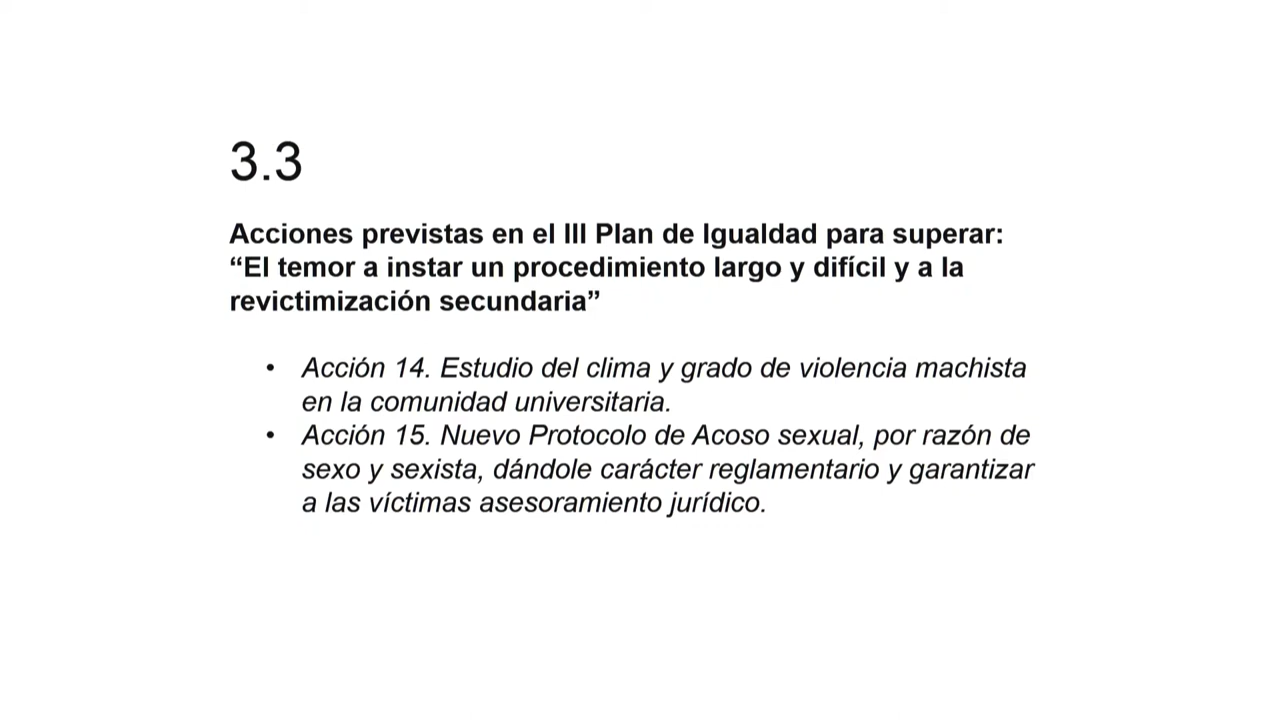 3.3
Acciones previstas en el III Plan de Igualdad para superar:
“El temor a instar un procedimiento largo y difícil y a la
revictimización secundaria”
• Acción 14. Estudio del clima y grado de violencia machista
en la comunidad universitaria.
• Acción 15. Nuevo Protocolo de Acoso sexual, por razón de
sexo y sexista, dándole carácter reglamentario y garantizar
a las víctimas asesoramiento jurídico.